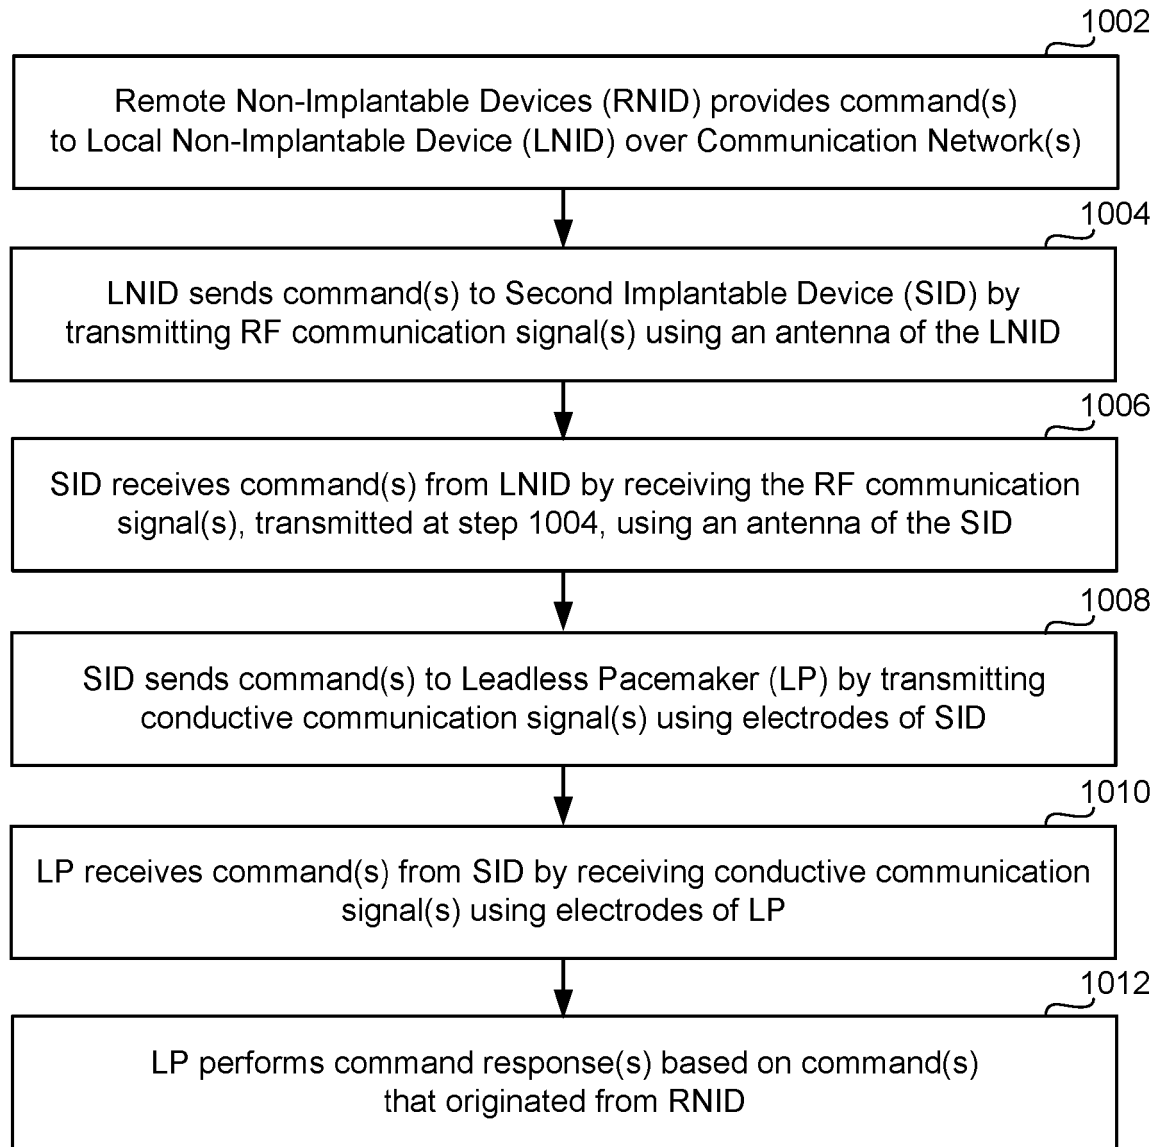 1002
Remote Non-Implantable Devices (RNID) provides command(s)
to Local Non-Implantable Device (LNID) over Communication Network(s)
1004
LNID sends command(s) to Second Implantable Device (SID) by
transmitting RF communication signal(s) using an antenna of the LNID
1006
SID receives command(s) from LNID by receiving the RF communication
signal(s), transmitted at step 1004, using an antenna of the SID
1008
SID sends command(s) to Leadless Pacemaker (LP) by transmitting
conductive communication signal(s) using electrodes of SID
1010
LP receives command(s) from SID by receiving conductive communication
signal(s) using electrodes of LP
1012
LP performs command response(s) based on command(s)
that originated from RNID